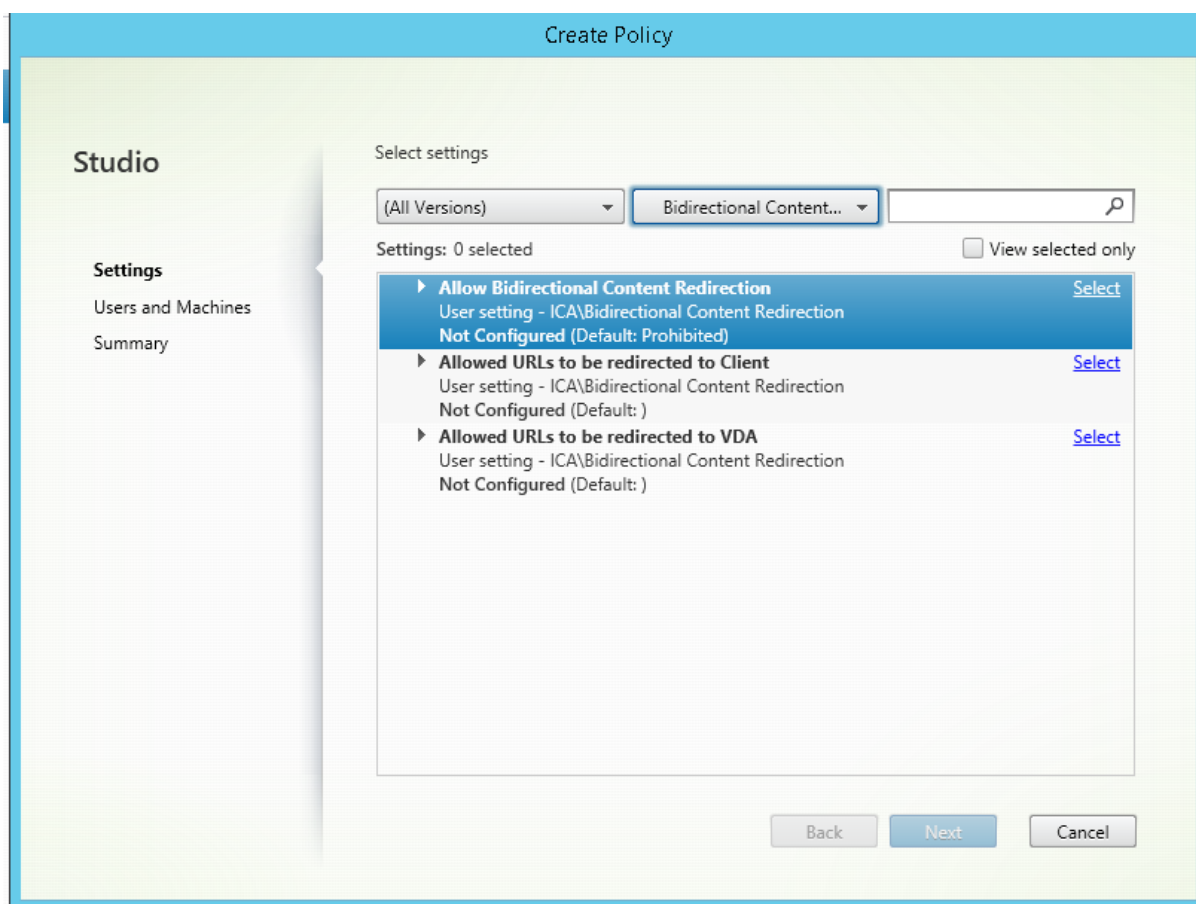 Create Policy
Studio
Select settings
(All Versions) Bidirectional Content...
Settings: 0 selected View selected only
Settings
Users and Machines
Summary
Allow Bidirectional Content Redirection Select
User setting - ICA\Bidirectional Content Redirection
Not Configured (Default: Prohibited)
Allowed URLs to be redirected to Client Select
User setting - ICA\Bidirectional Content Redirection
Not Configured (Default: )
Allowed URLs to be redirected to VDA Select
User setting - ICA\Bidirectional Content Redirection
Not Configured (Default: )
Back Next Cancel